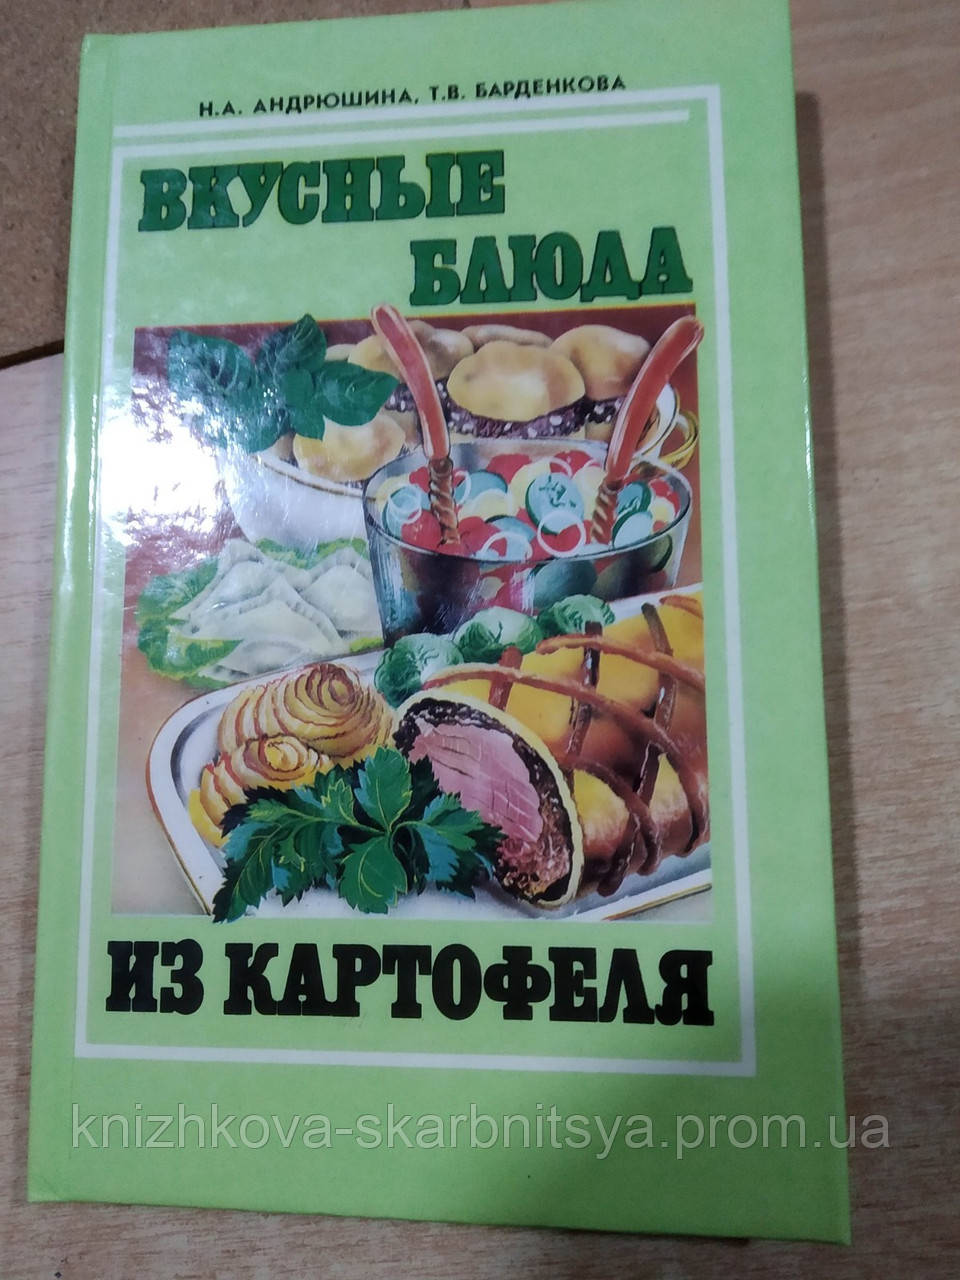 Н.А. АНДРЮШИНА, Т.В. БАРДЕНКОВА
ВКУСНЫЕ
БЛЮДА
ИЗ КАРТОФЕЛЯ
knizhkova-skarbnitsya.prom.ua